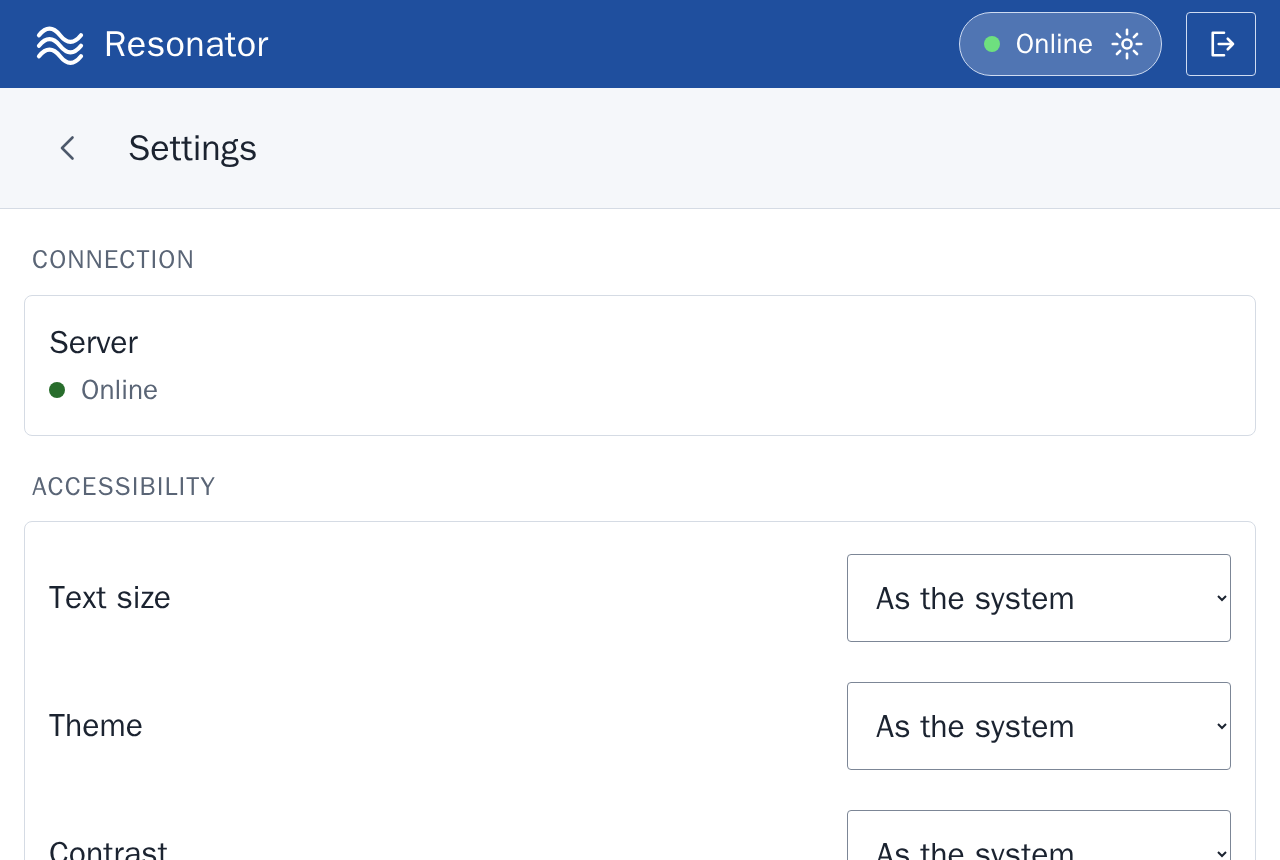 Resonator
Online
Settings
CONNECTION
Server
Online
ACCESSIBILITY
Text size
As the system
Theme
As the system
Contrast
As the system